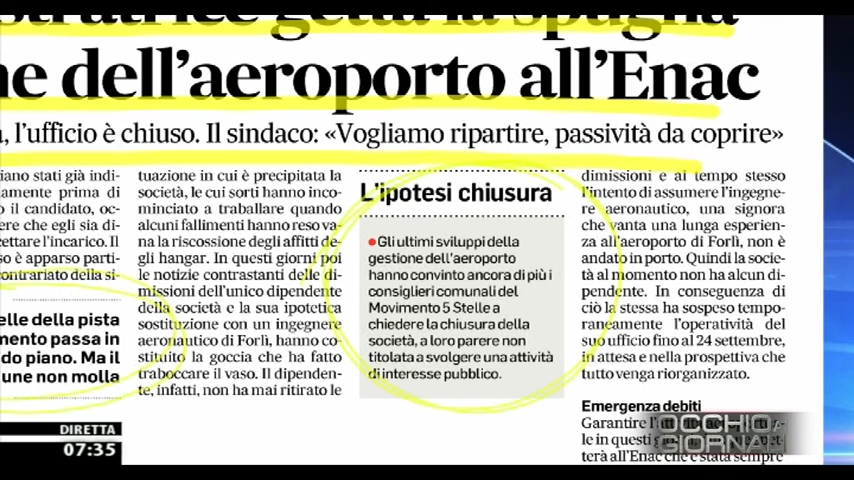 getta la spugna
ne dell'aeroporto all'Enac
, l'ufficio è chiuso. Il sindaco: «Vogliamo ripartire, passività da coprire»
iano stati già indi-
amente prima di
o il candidato, oc-
ere che egli sia di-
cettare l'incarico. Il
o è apparso parti-
contrariato della si-
elle della pista
mento passa in
do piano. Ma il
une non molla
tuazione in cui è precipitata la
società, le cui sorti hanno inco-
minciato a traballare quando
alcuni fallimenti hanno reso va-
na la riscossione degli affitti de-
gli hangar. In questi giorni poi
le notizie contrastanti delle di-
missioni dell'unico dipendente
della società e la sua ipotetica
sostituzione con un ingegnere
aeronautico di Forlì, hanno co-
stituito la goccia che ha fatto
traboccare il vaso. Il dipenden-
te, infatti, non ha mai ritirato le
L'ipotesi chiusura
Gli ultimi sviluppi della
gestione dell'aeroporto
hanno convinto ancora di più i
consiglieri comunali del
Movimento 5 Stelle a
chiedere la chiusura della
società, a loro parere non
titolata a svolgere una attività
di interesse pubblico.
dimissioni e al tempo stesso
l'intento di assumere l'ingegne-
re aeronautico, una signora
che vanta una lunga esperien-
za all'aeroporto di Forlì, non è
andato in porto. Quindi la socie-
tà al momento non ha alcun di-
pendente. In conseguenza di
ciò la stessa ha sospeso tempo-
raneamente l'operatività del
suo ufficio fino al 24 settembre,
in attesa e nella prospettiva che
tutto venga riorganizzato.
Emergenza debiti
Garantire
le in questi
terà all'Enac che è stata sempre
DIRETTA
07:35
OCCHIO AI
GIORNALI